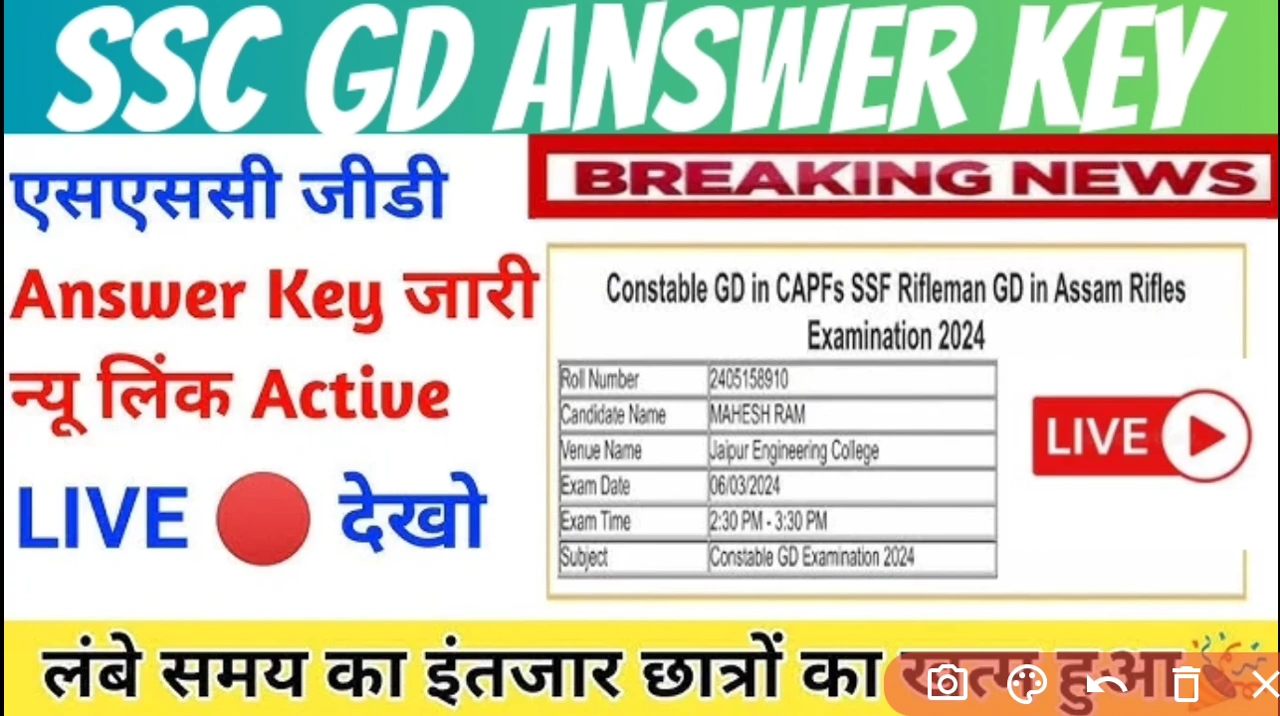 SSC GD ANSWER KEY
एसएससी जीडी
Answer Key जारी
न्यू लिंक Active
LIVE देखो
BREAKING NEWS
Constable GD in CAPFs SSF Rifleman GD in Assam Rifles
Examination 2024
Roll Number 2405158910
Candidate Name MAHESH RAM
Venue Name Jaipur Engineering College
Exam Date 06/03/2024
Exam Time 2:30 PM - 3:30 PM
Subject Constable GD Examination 2024
LIVE
लंबे समय का इंतजार छात्रों का खत्म हुआ